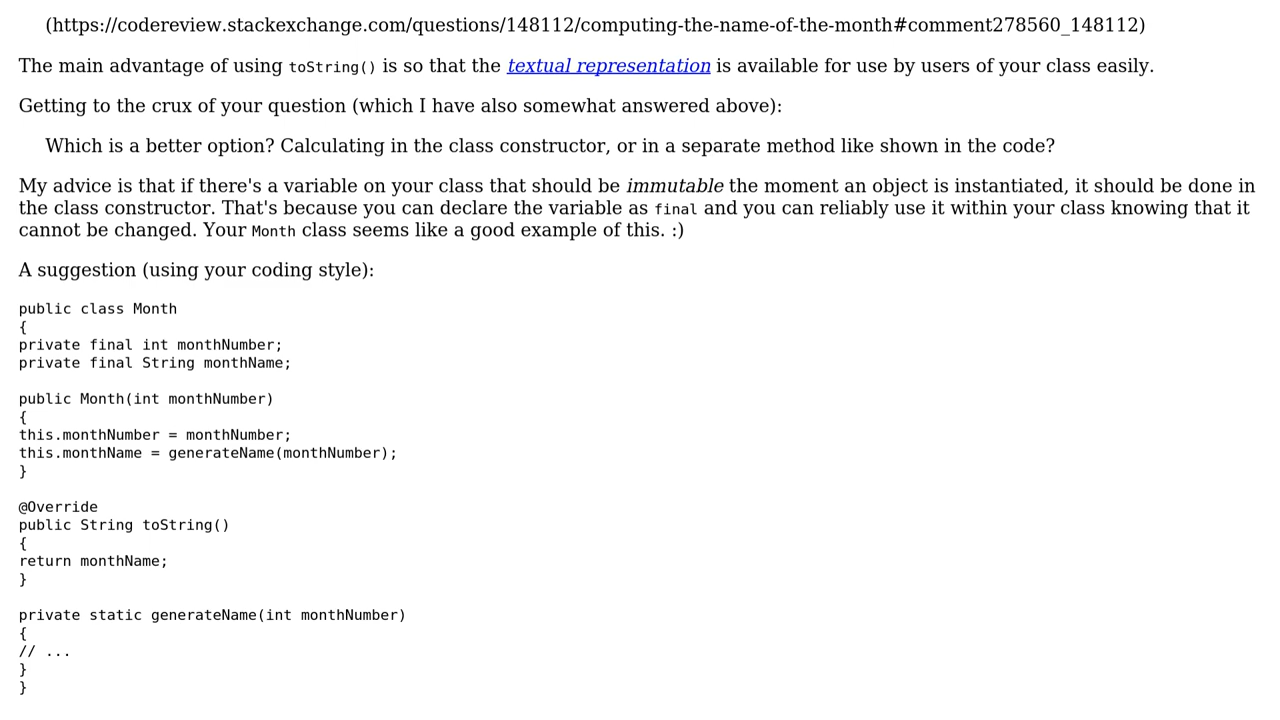 (https://codereview.stackexchange.com/questions/148112/computing-the-name-of-the-month#comment278560_148112)
The main advantage of using toString() is so that the textual representation is available for use by users of your class easily.
Getting to the crux of your question (which I have also somewhat answered above):
Which is a better option? Calculating in the class constructor, or in a separate method like shown in the code?
My advice is that if there's a variable on your class that should be immutable the moment an object is instantiated, it should be done in
the class constructor. That's because you can declare the variable as final and you can reliably use it within your class knowing that it
cannot be changed. Your Month class seems like a good example of this. :)
A suggestion (using your coding style):
public class Month
{
private final int monthNumber;
private final String monthName;
public Month(int monthNumber)
{
this.monthNumber = monthNumber;
this.monthName = generateName(monthNumber);
}
@Override
public String toString()
{
return monthName;
}
private static generateName(int monthNumber)
{
// ...
}
}